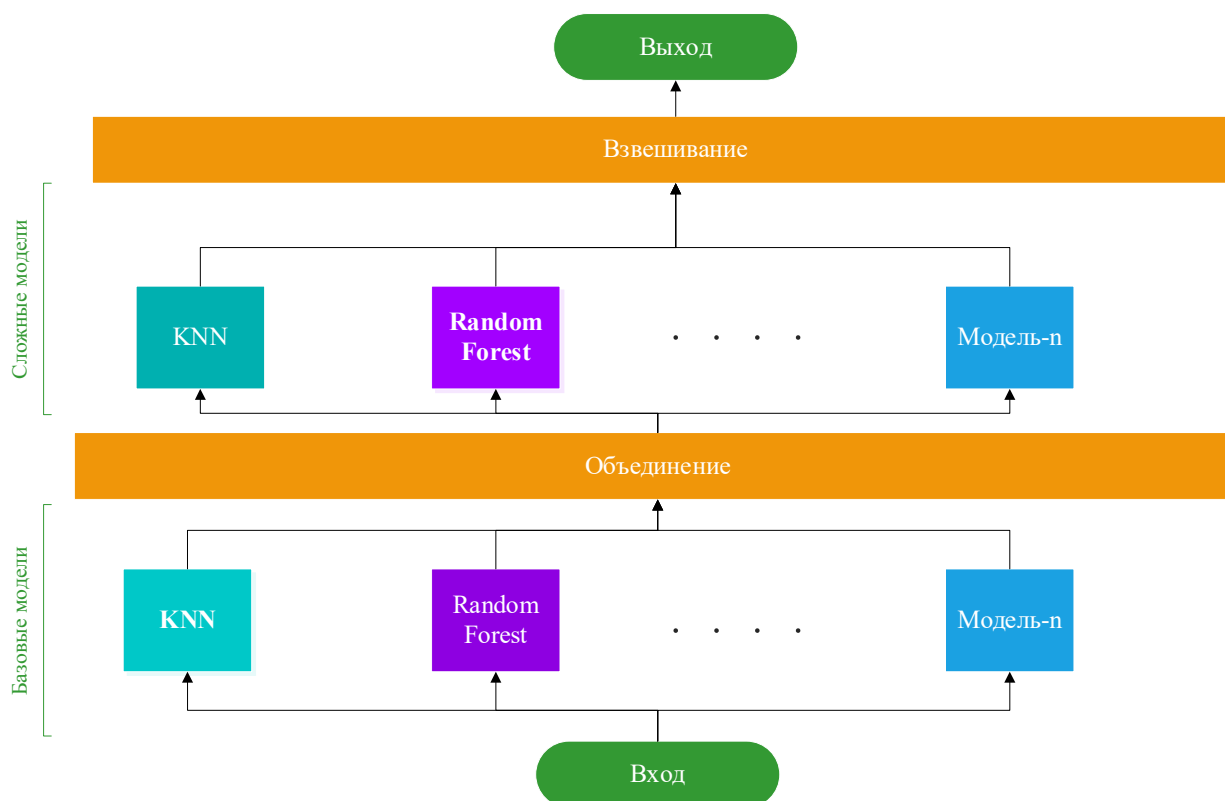 Выход
Взвешивание
Сложные модели
KNN
Random
Forest
. . . .
Модель-n
Объединение
Базовые модели
KNN
Random
Forest
. . . .
Модель-n
Вход